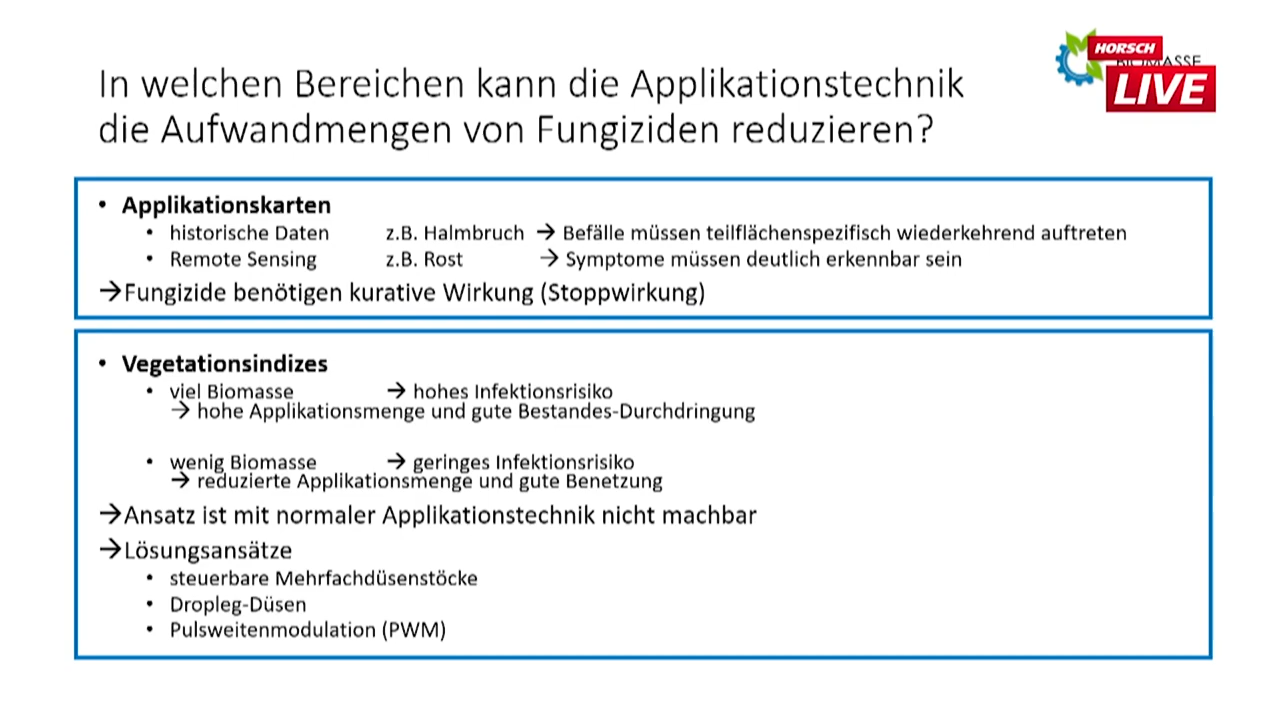 In welchen Bereichen kann die Applikationstechnik
die Aufwandmengen von Fungiziden reduzieren?
HORSCH
LIVE
• Applikationskarten
• historische Daten z.B. Halmbruch → Befälle müssen teilflächenspezifisch wiederkehrend auftreten
• Remote Sensing z.B. Rost → Symptome müssen deutlich erkennbar sein
→Fungizide benötigen kurative Wirkung (Stoppwirkung)
• Vegetationsindizes
• viel Biomasse → hohes Infektionsrisiko
→ hohe Applikationsmenge und gute Bestandes-Durchdringung
• wenig Biomasse → geringes Infektionsrisiko
→ reduzierte Applikationsmenge und gute Benetzung
→Ansatz ist mit normaler Applikationstechnik nicht machbar
→Lösungsansätze
• steuerbare Mehrfachdüsenstöcke
• Dropleg-Düsen
• Pulsweitenmodulation (PWM)